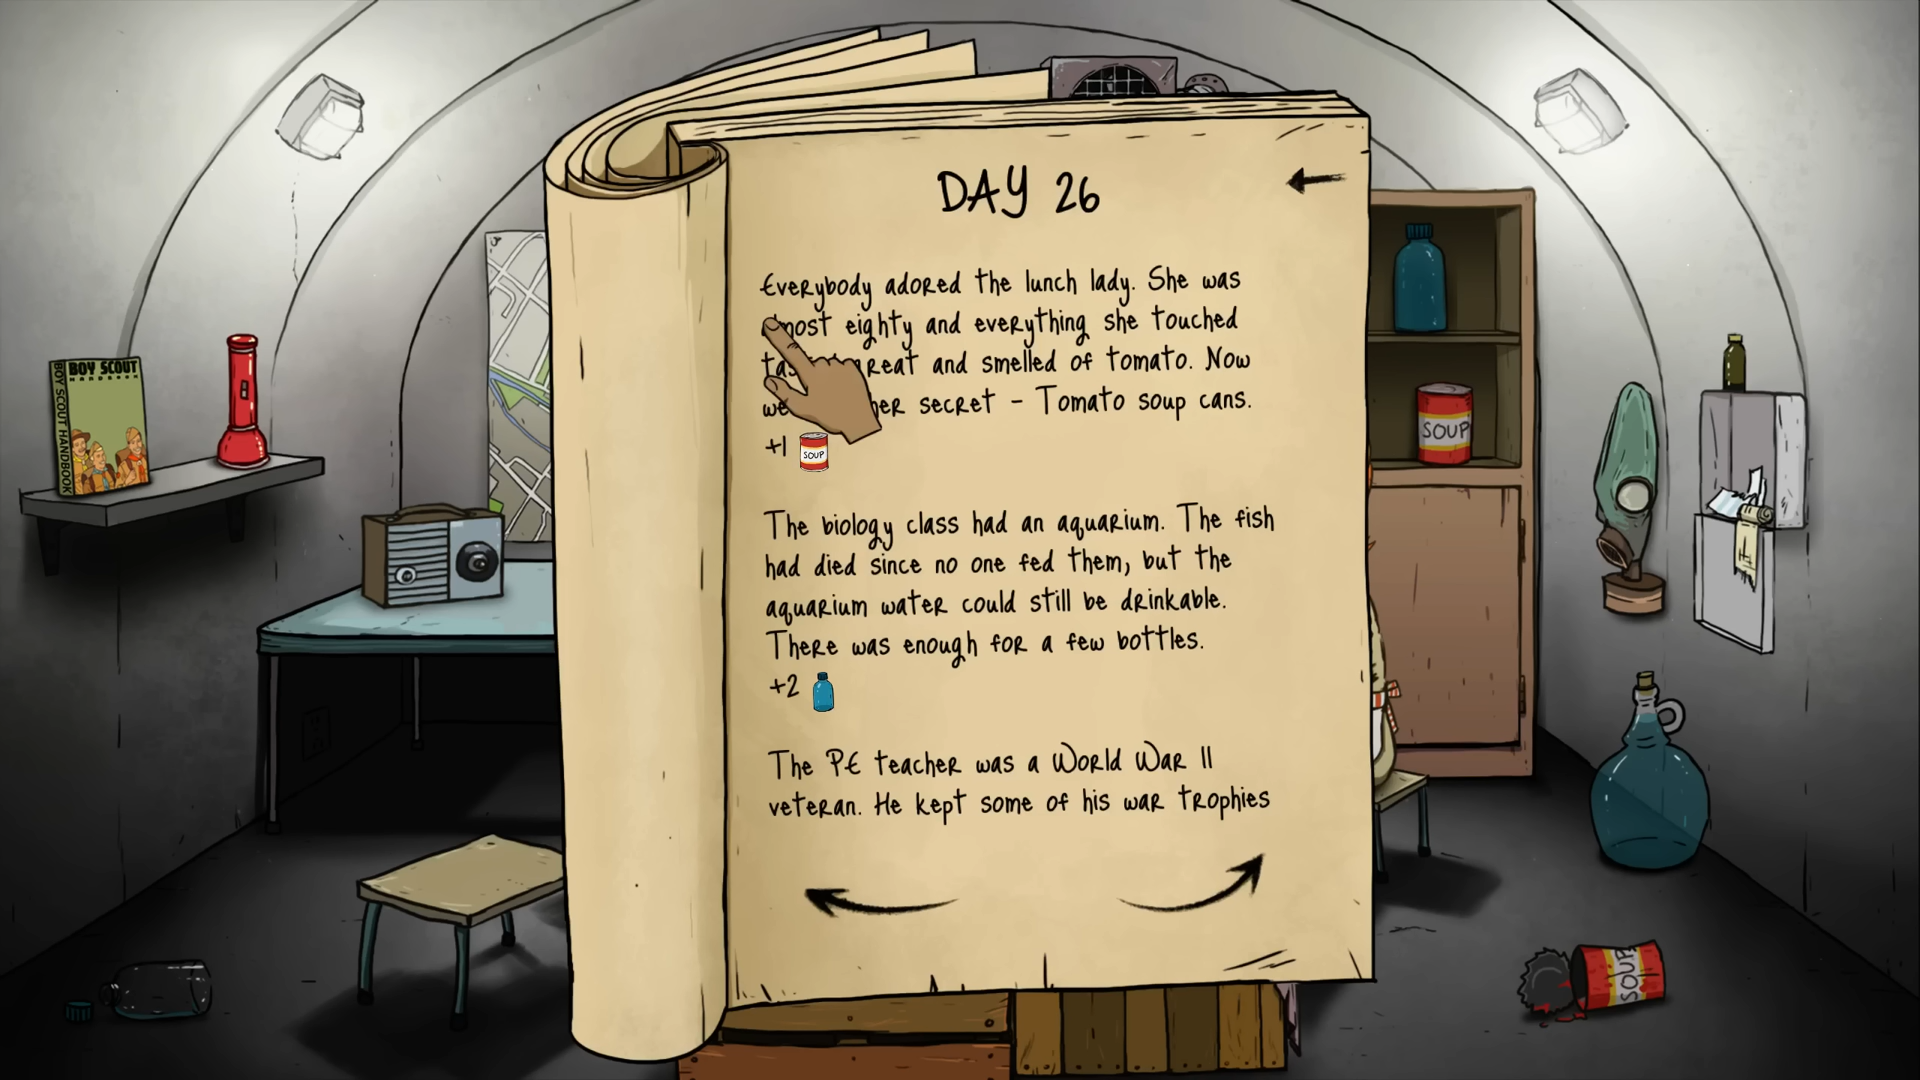 DAY 26
Everybody adored the lunch lady. She was
most eighty and everything she touched
reat and smelled of tomato. Now
her secret - Tomato soup cans.
+1 SOUP
The biology class had an aquarium. The fish
had died since no one fed them, but the
aquarium water could still be drinkable.
There was enough for a few bottles.
+2
The PE teacher was a World War II
veteran. He kept some of his war trophies
BOY SCOUT
HANDBOOK
BOY SCOUT HANDBOOK
SOUP
SOUP